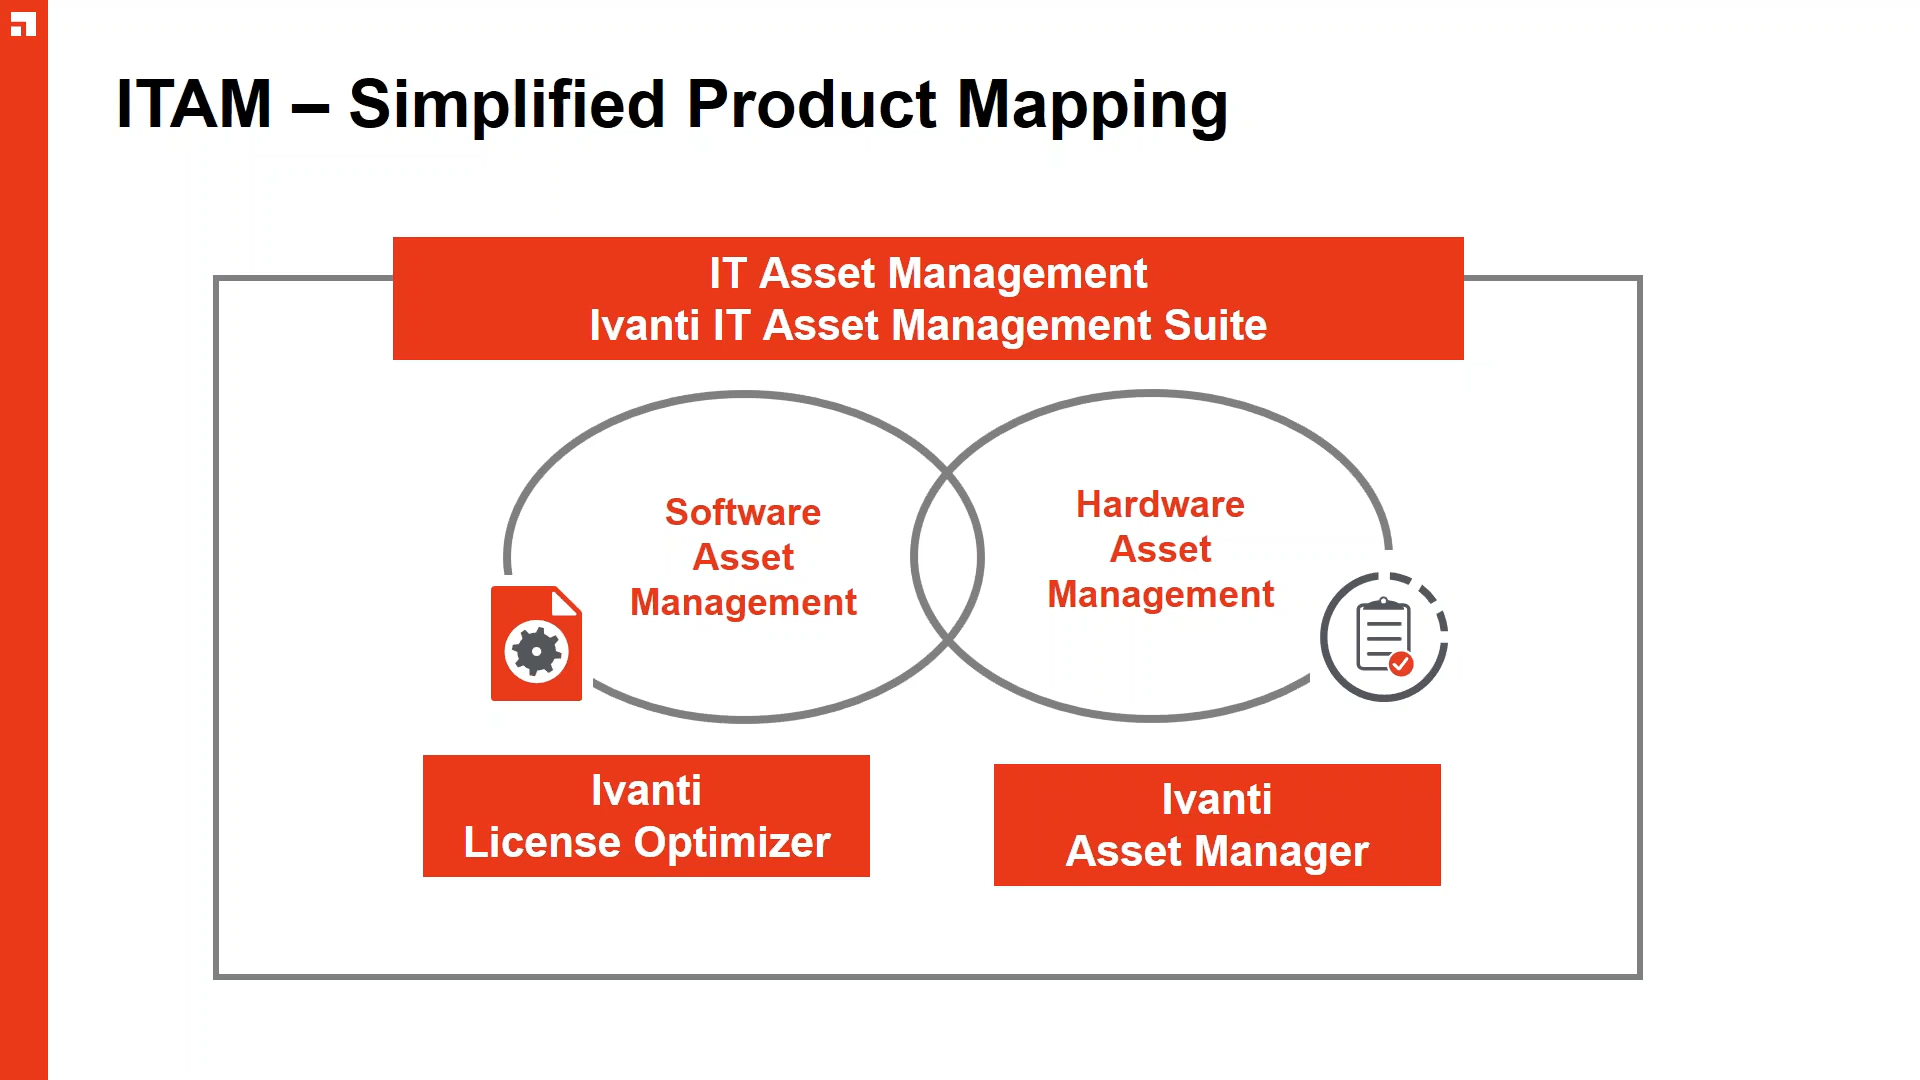 ITAM – Simplified Product Mapping
IT Asset Management
Ivanti IT Asset Management Suite
Software
Asset
Management
Hardware
Asset
Management
Ivanti
License Optimizer
Ivanti
Asset Manager